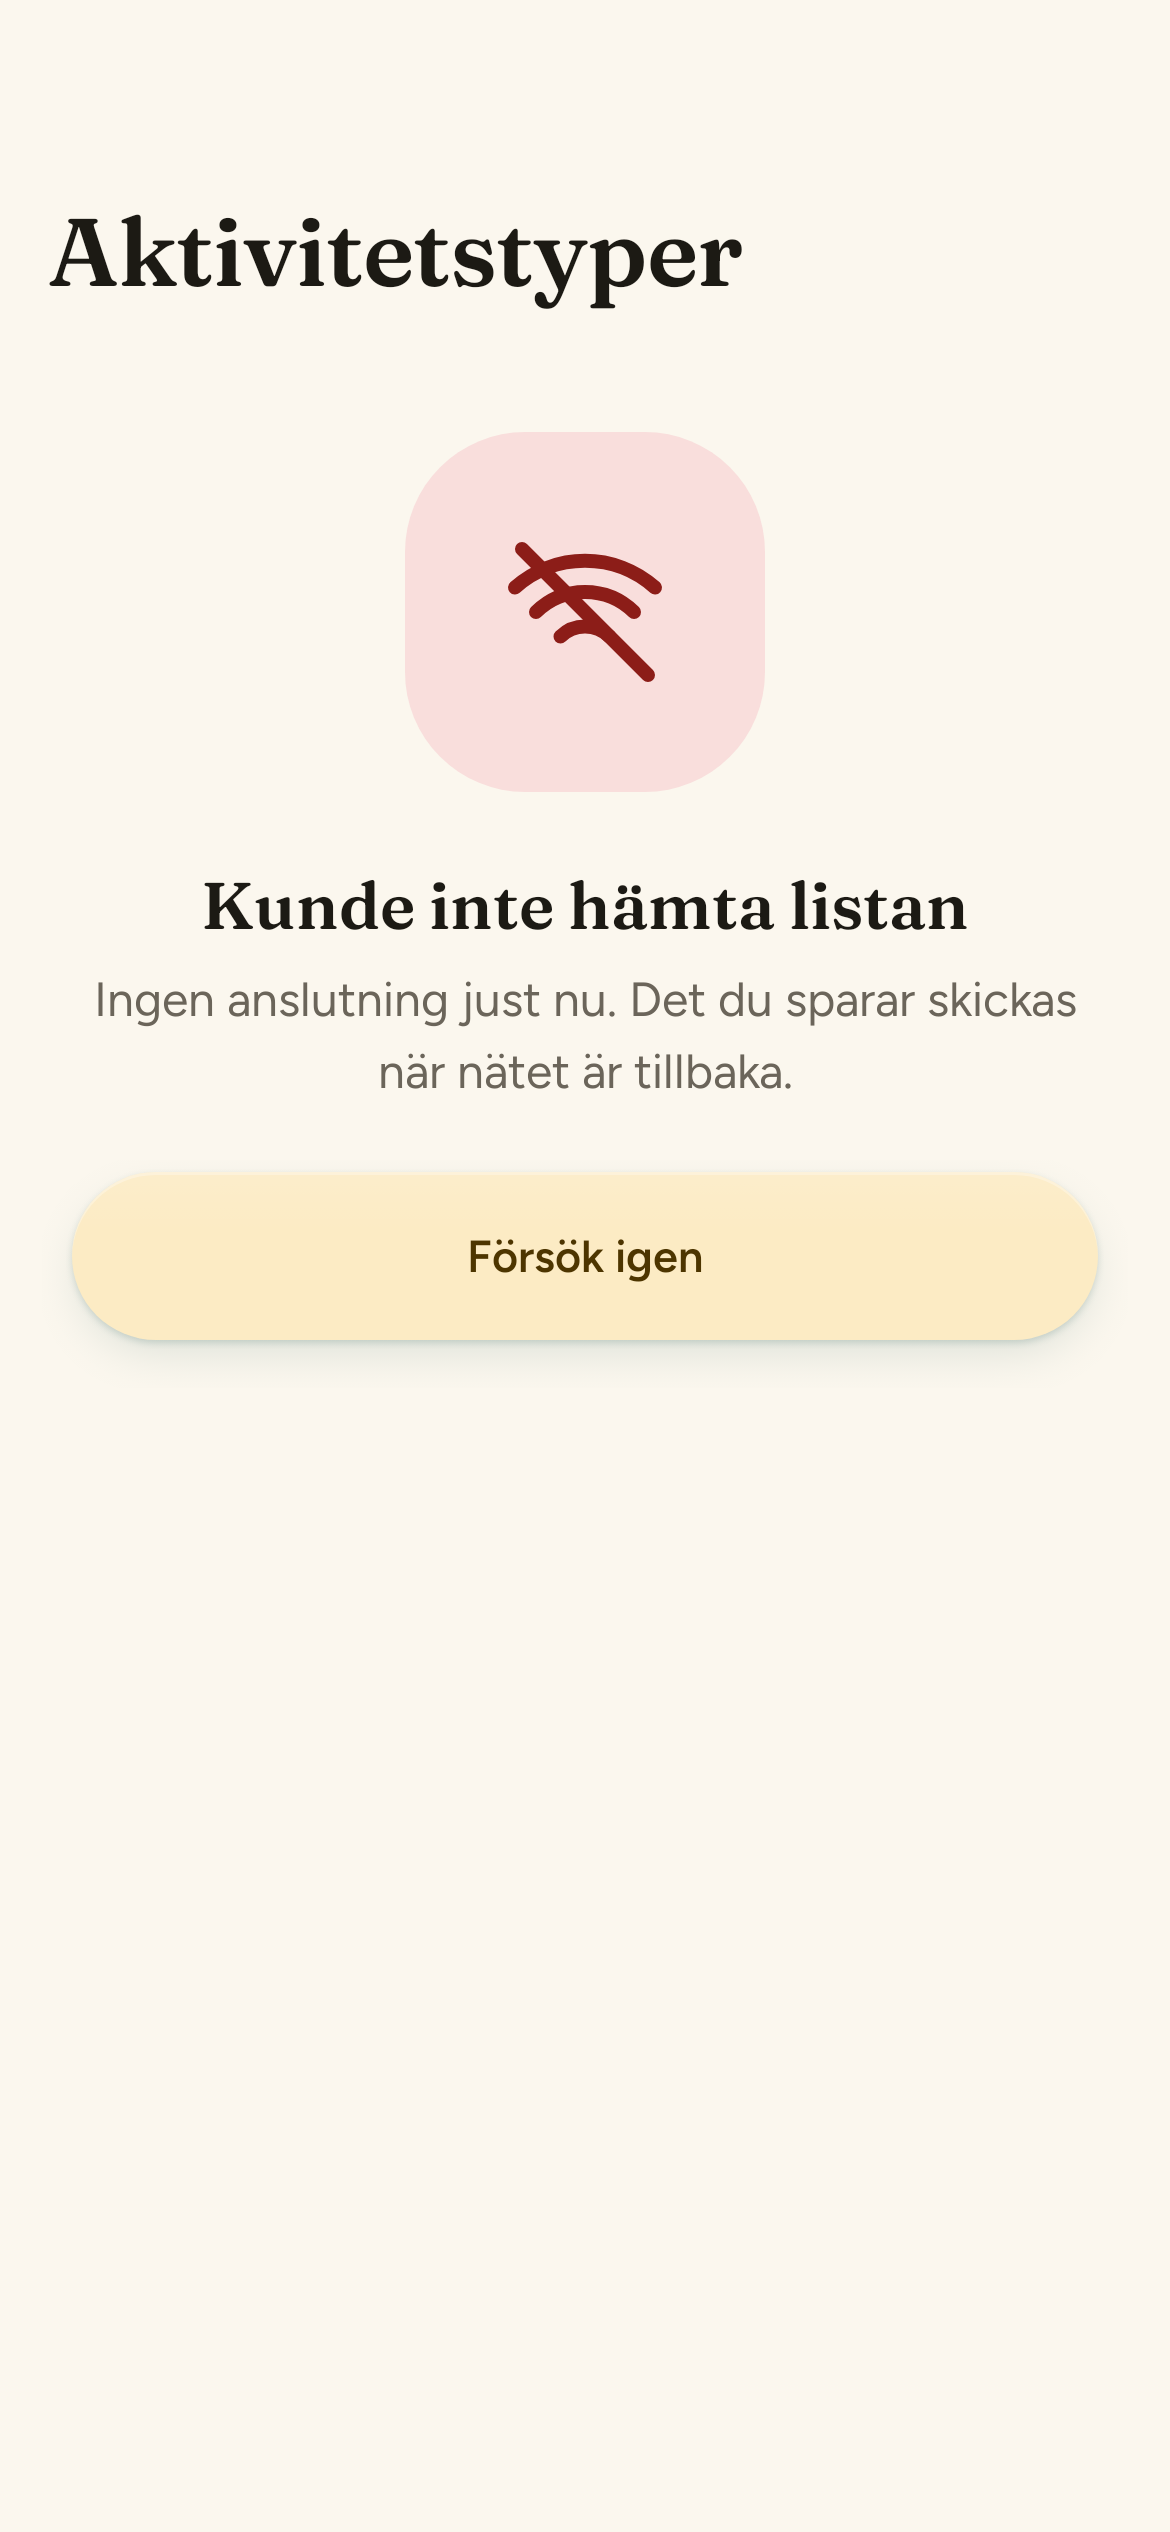 Aktivitetstyper
Kunde inte hämta listan
Ingen anslutning just nu. Det du sparar skickas
när nätet är tillbaka.
Försök igen